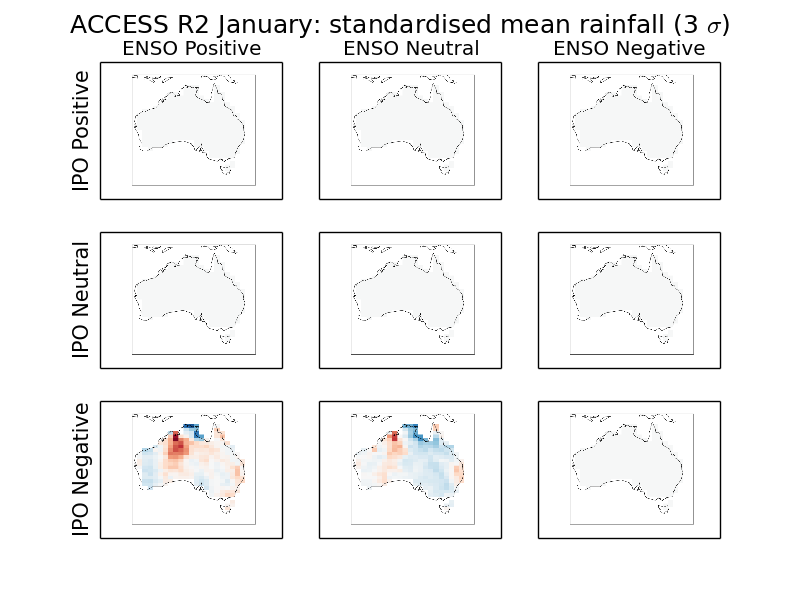 ACCESS R2 January: standardised mean rainfall (3 σ)
ENSO Positive
ENSO Neutral
ENSO Negative
IPO Positive
IPO Neutral
IPO Negative